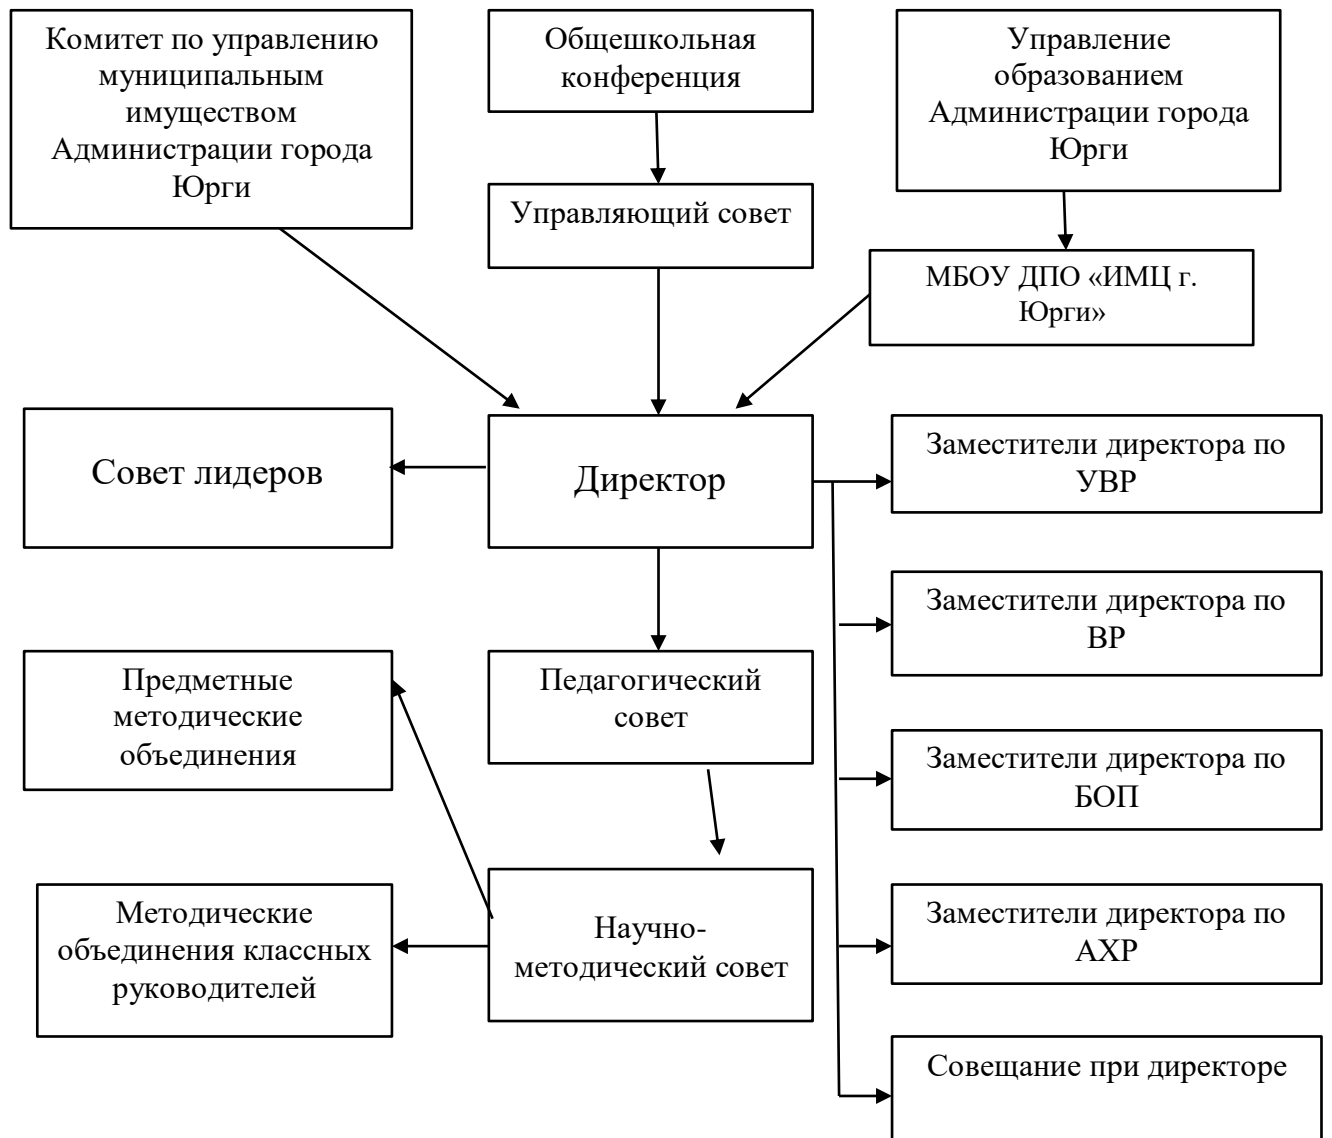 Комитет по управлению
муниципальным
имуществом
Администрации города
Юрги
Общешкольная
конференция
Управление
образованием
Администрации города
Юрги
Управляющий совет
МБОУ ДПО «ИМЦ г.
Юрги»
Совет лидеров
Директор
Заместители директора по
УВР
Заместители директора по
ВР
Предметные
методические
объединения
Педагогический
совет
Заместители директора по
БОП
Методические
объединения классных
руководителей
Научно-
методический совет
Заместители директора по
АХР
Совещание при директоре